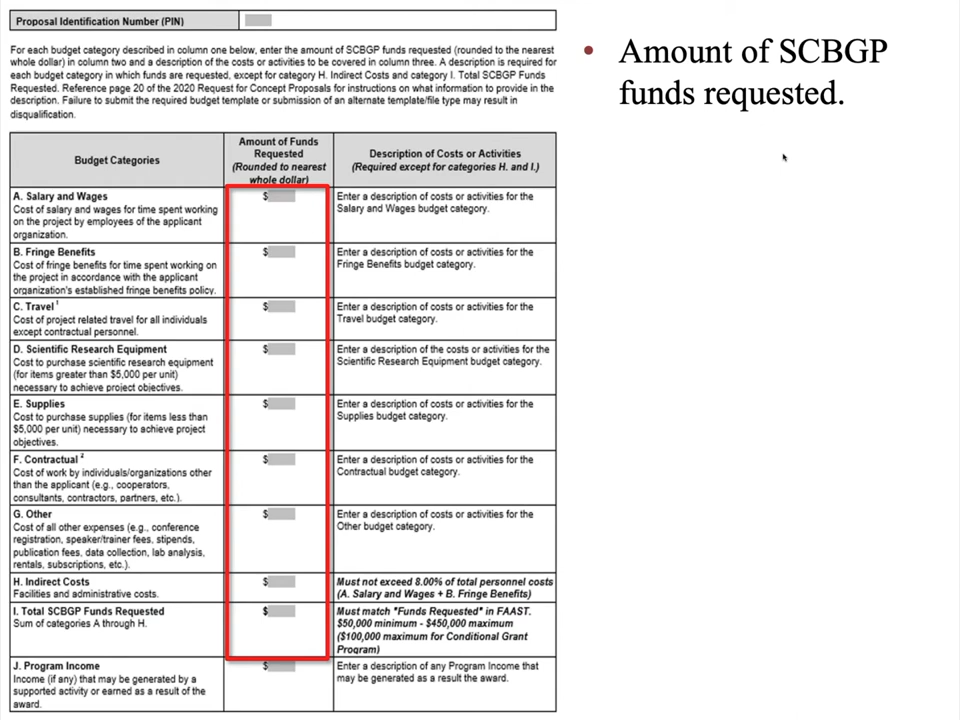 Proposal Identification Number (PIN)
• Amount of SCBGP
funds requested.
For each budget category described in column one below, enter the amount of SCBGP funds requested (rounded to the nearest
whole dollar) in column two and a description of the costs or activities to be covered in column three. A description is required for
each budget category in which funds are requested, except for category H. Indirect Costs and category I. Total SCBGP Funds
Requested. Reference page 20 of the 2020 Request for Concept Proposals for instructions on what information to provide in the
description. Failure to submit the required budget template or submission of an alternate template/file type may result in
disqualification.
Budget Categories
Amount of Funds
Requested
(Rounded to nearest
whole dollar)
Description of Costs or Activities
(Required except for categories H. and I.)
A. Salary and Wages
Cost of salary and wages for time spent working
on the project by employees of the applicant
organization.
$
Enter a description of costs or activities for the
Salary and Wages budget category.
B. Fringe Benefits
Cost of fringe benefits for time spent working on
the project in accordance with the applicant
organization's established fringe benefits policy.
$
Enter a description of costs or activities for the
Fringe Benefits budget category.
C. Travel ¹
Cost of project related travel for all individuals
except contractual personnel.
$
Enter a description of costs or activities for the
Travel budget category.
D. Scientific Research Equipment
Cost to purchase scientific research equipment
(for items greater than $5,000 per unit)
necessary to achieve project objectives.
$
Enter a description of the costs or activities for the
Scientific Research Equipment budget category.
E. Supplies
Cost to purchase supplies (for items less than
$5,000 per unit) necessary to achieve project
objectives.
$
Enter a description of costs or activities for the
Supplies budget category.
F. Contractual ²
Cost of work by individuals/organizations other
than the applicant (e.g., cooperators,
consultants, contractors, partners, etc.).
$
Enter a description of costs or activities for the
Contractual budget category.
G. Other
Cost of all other expenses (e.g., conference
registration, speaker/trainer fees, stipends,
publication fees, data collection, lab analysis,
rentals, subscriptions, etc.).
$
Enter a description of costs or activities for the
Other budget category.
H. Indirect Costs
Facilities and administrative costs.
$
Must not exceed 8.00% of total personnel costs
(A. Salary and Wages + B. Fringe Benefits)
I. Total SCBGP Funds Requested
Sum of categories A through H.
$
Must match "Funds Requested" in FAAST.
$50,000 minimum - $450,000 maximum
($100,000 maximum for Conditional Grant
Program)
J. Program Income
Income (if any) that may be generated by a
supported activity or earned as a result of the
award.
$
Enter a description of any Program Income that
may be generated as a result the award.